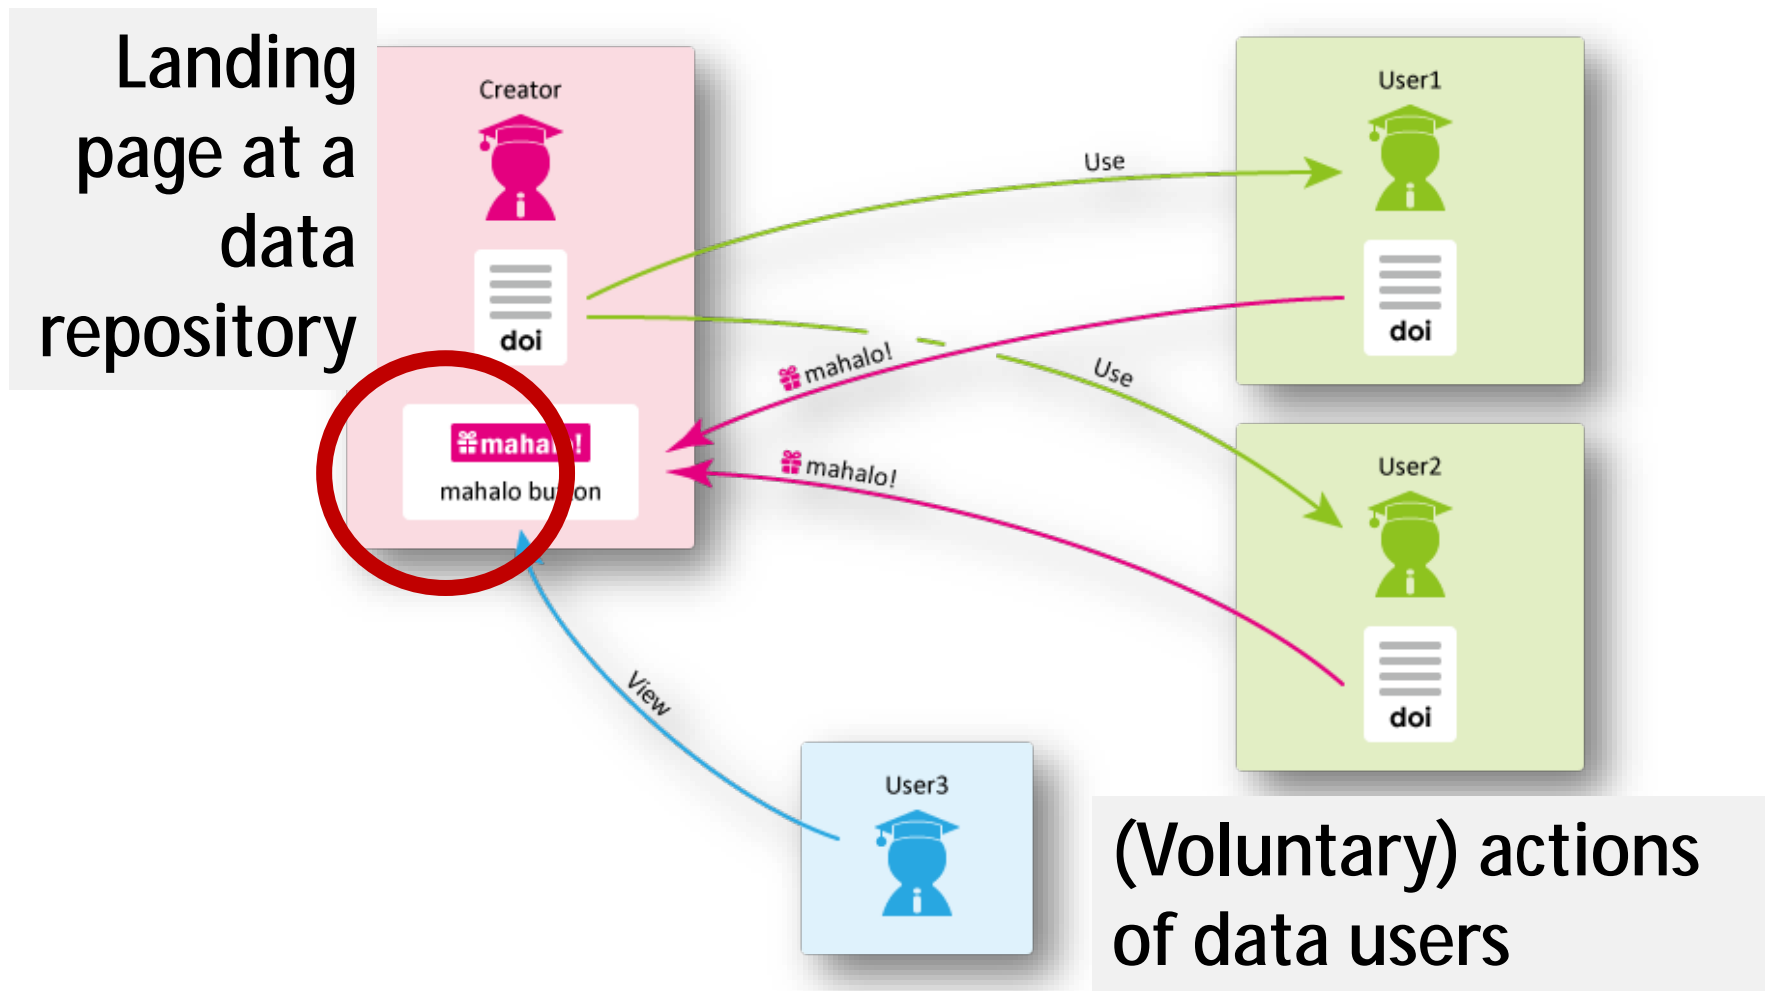 Landing
page at a
data
repository
Creator
doi
mahalo!
mahalo button
Use
mahalo!
Use
mahalo!
View
User1
doi
User2
doi
User3
(Voluntary) actions
of data users